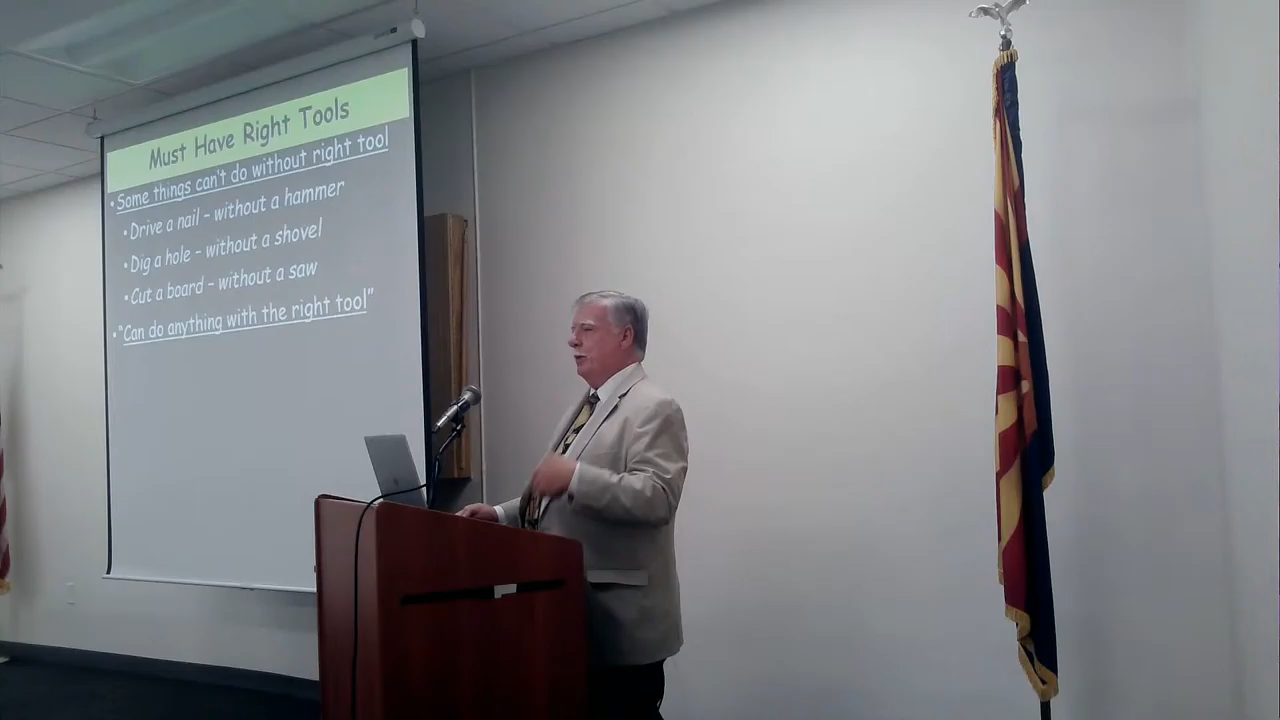 Must Have Right Tools
•Some things can't do without right tool
•Drive a nail – without a hammer
•Dig a hole – without a shovel
•Cut a board – without a saw
•"Can do anything with the right tool"